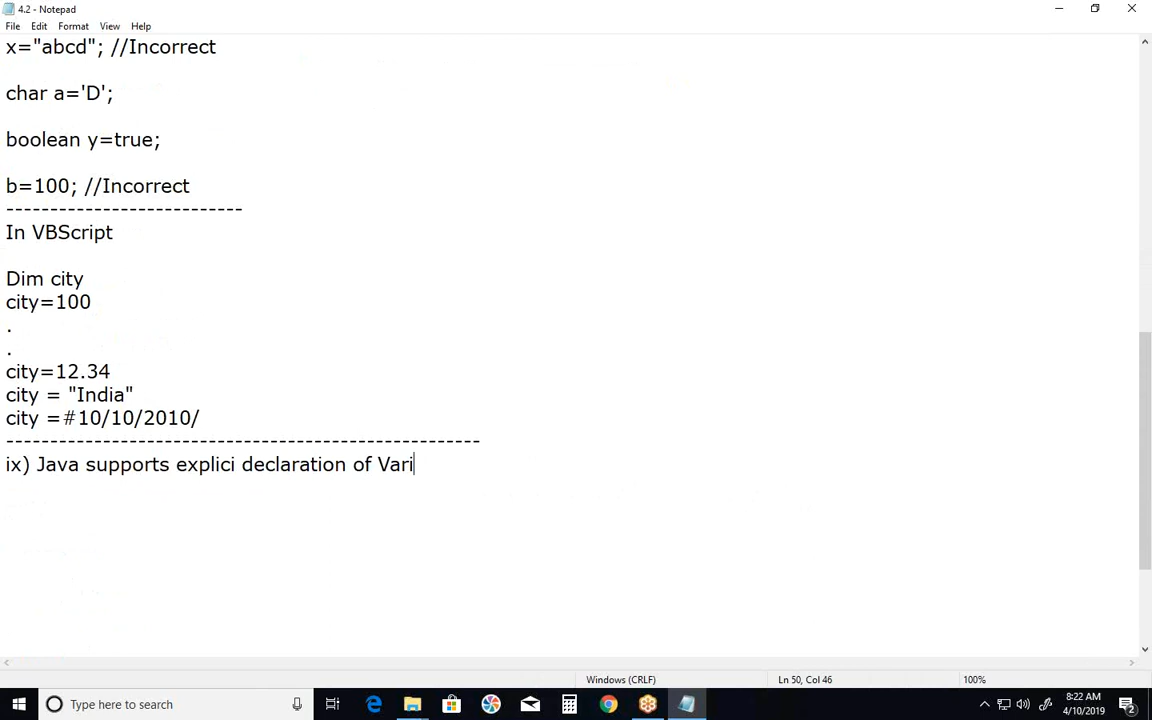 4.2 - Notepad
File Edit Format View Help
x="abcd"; //Incorrect
char a='D';
boolean y=true;
b=100; //Incorrect
---------------------------
In VBScript
Dim city
city=100
.
.
city=12.34
city = "India"
city =#10/10/2010/
------------------------------------------------------
ix) Java supports explici declaration of Vari
Windows (CRLF) Ln 50, Col 46 100%
Type here to search
8:22 AM
4/10/2019
2